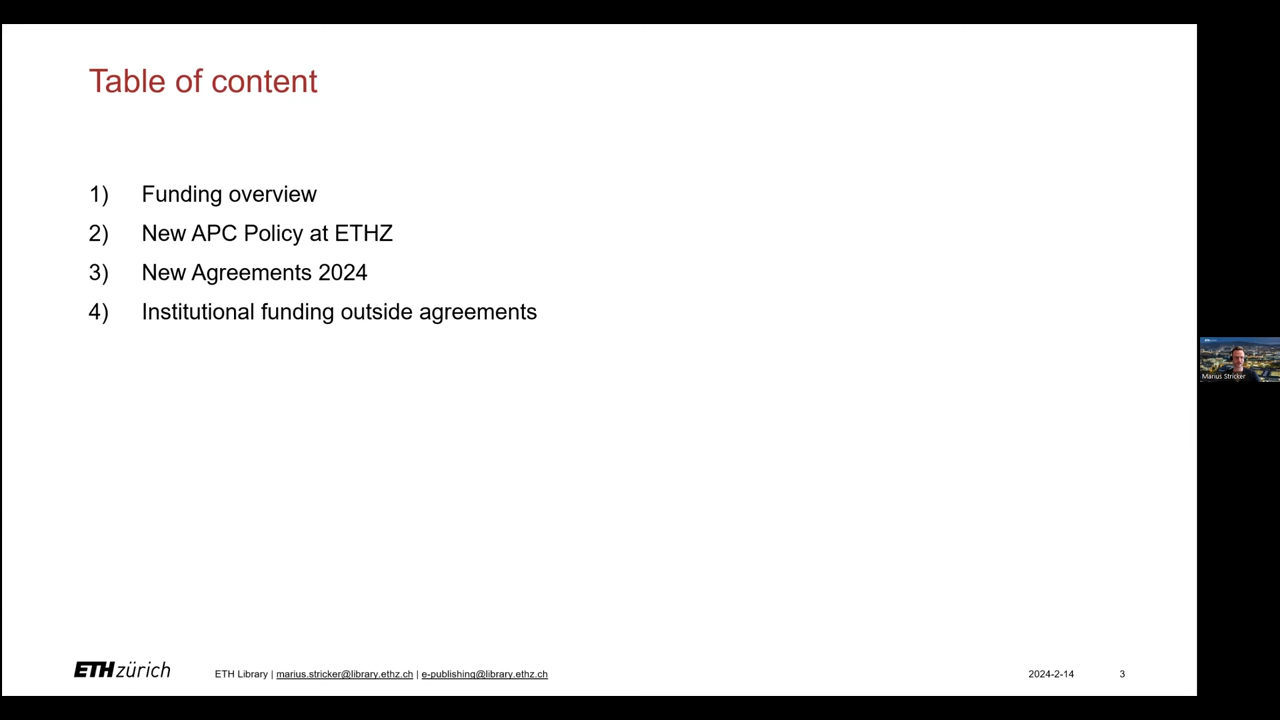 Table of content
1) Funding overview
2) New APC Policy at ETHZ
3) New Agreements 2024
4) Institutional funding outside agreements
Marius Stricker
ETH zürich
ETH Library | marius.stricker@library.ethz.ch | e-publishing@library.ethz.ch
2024-2-14
3